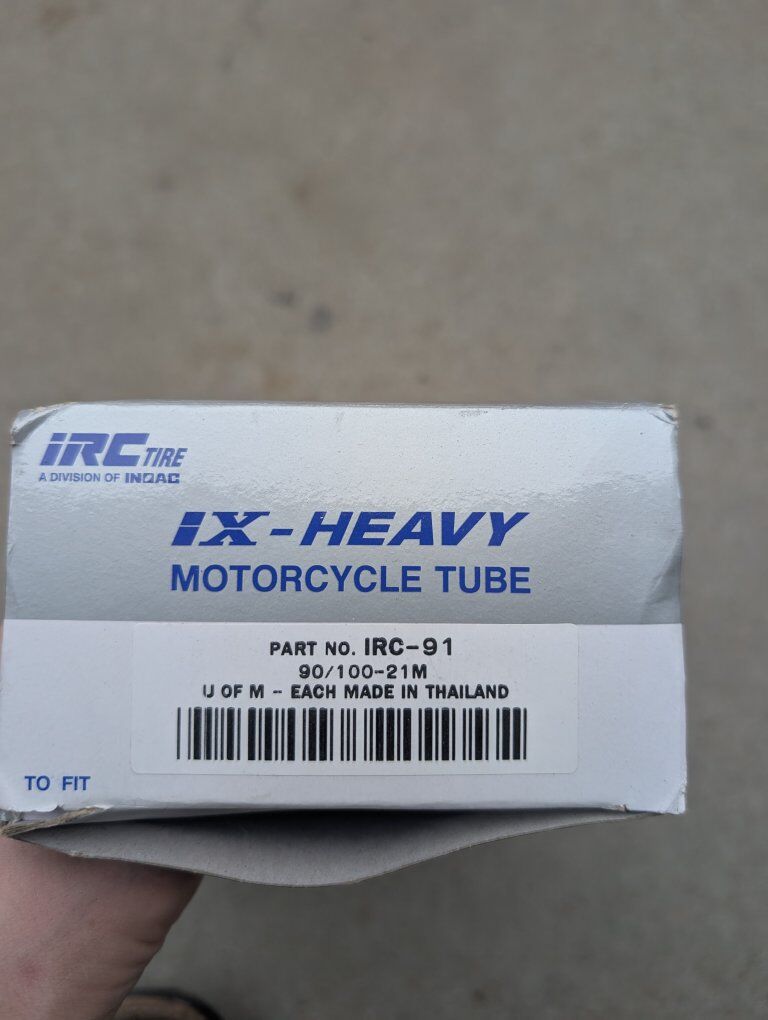 IRC TIRE
A DIVISION OF INOAC
IX-HEAVY
MOTORCYCLE TUBE
PART NO. IRC-91
90/100-21M
U OF M - EACH MADE IN THAILAND
TO FIT